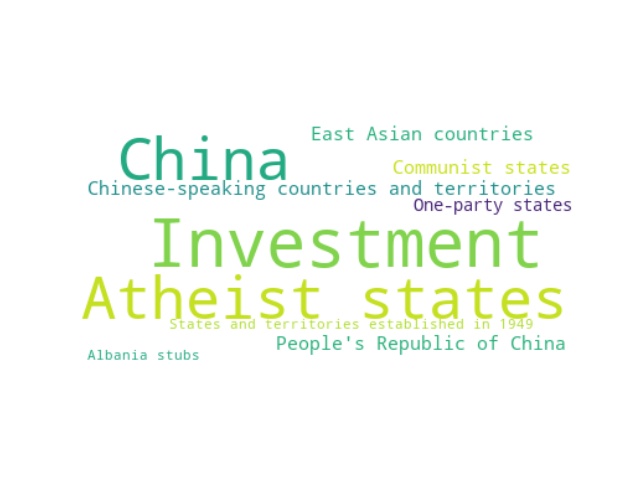 East Asian countries
China
Communist states
Chinese-speaking countries and territories
One-party states
Investment
Atheist states
States and territories established in 1949
People's Republic of China
Albania stubs